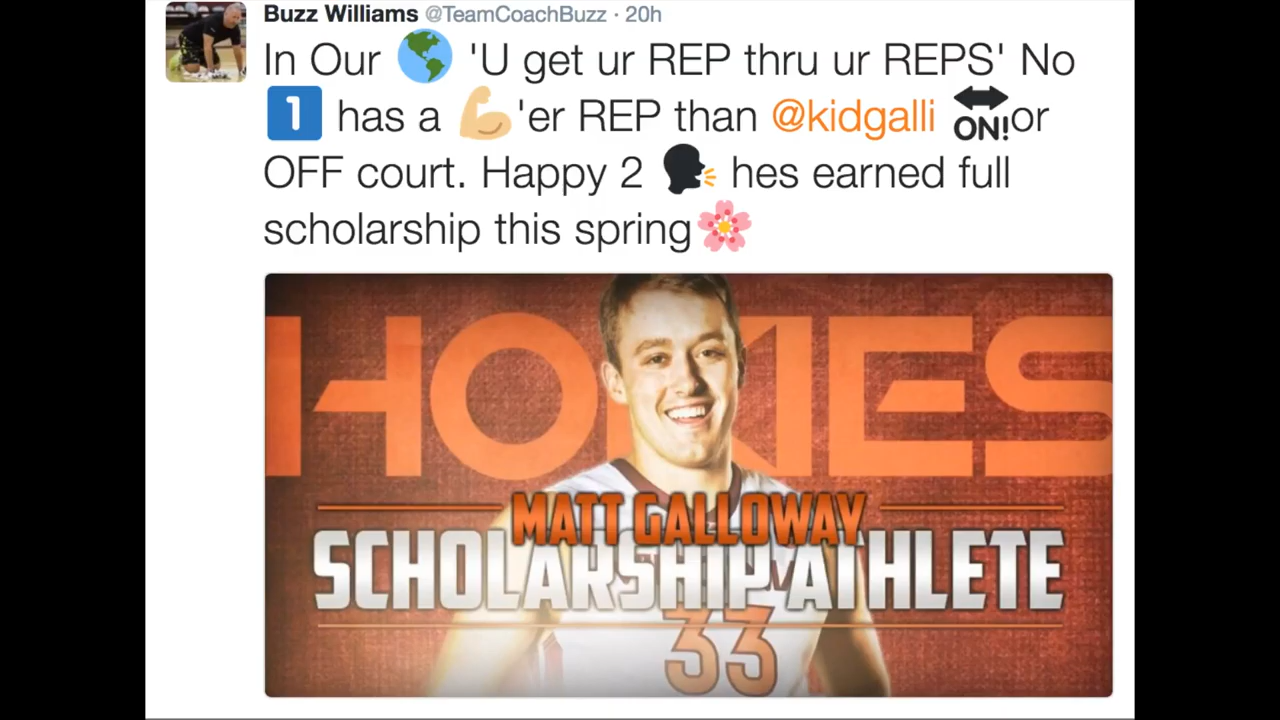 Buzz Williams @TeamCoachBuzz · 20h
In Our 🌎 'U get ur REP thru ur REPS' No
1️⃣ has a 💪🏼'er REP than @kidgalli 🔛or
OFF court. Happy 2 🗣 hes earned full
scholarship this spring🌸
HOKIES
MATT GALLOWAY
SCHOLARSHIP ATHLETE
33